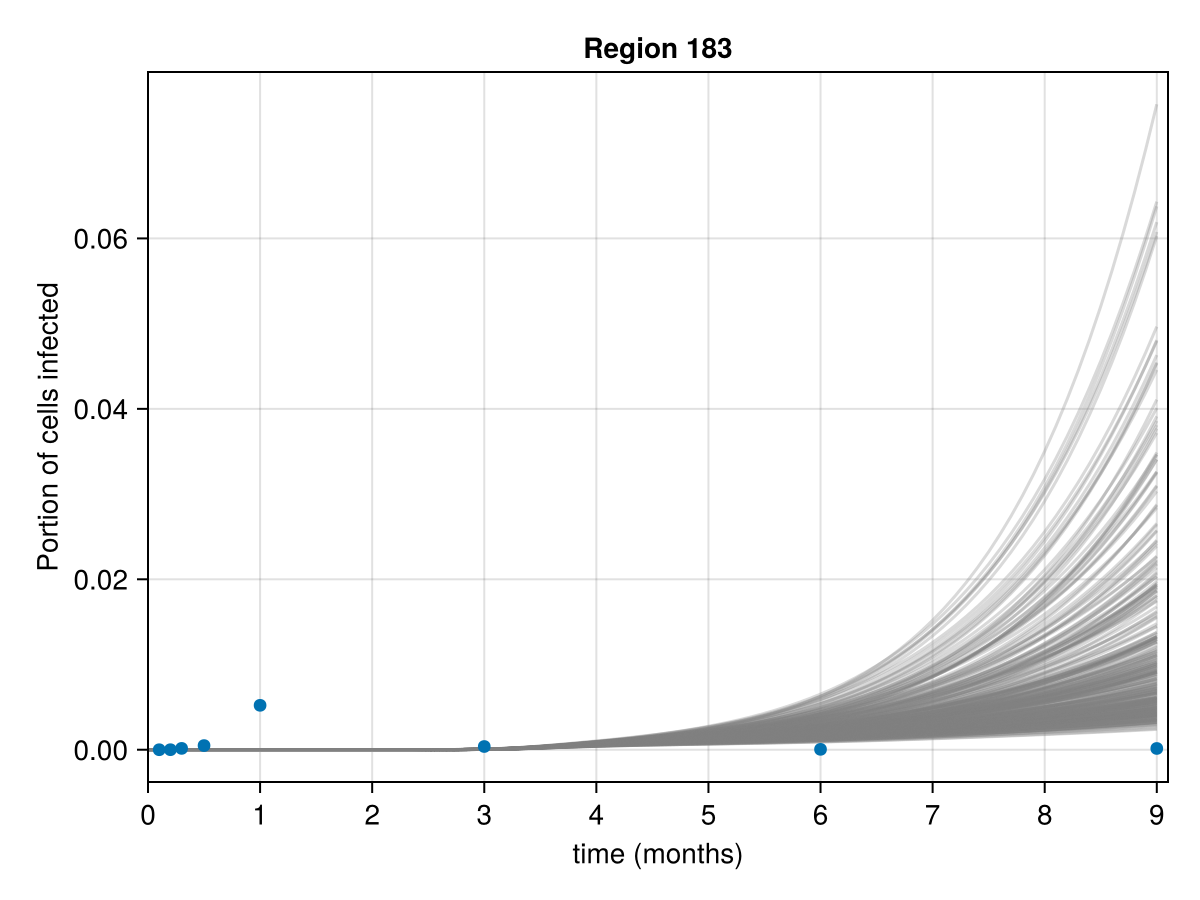 Region 183
Portion of cells infected
0.06
0.04
0.02
0.00
0 1 2 3 4 5 6 7 8 9
time (months)